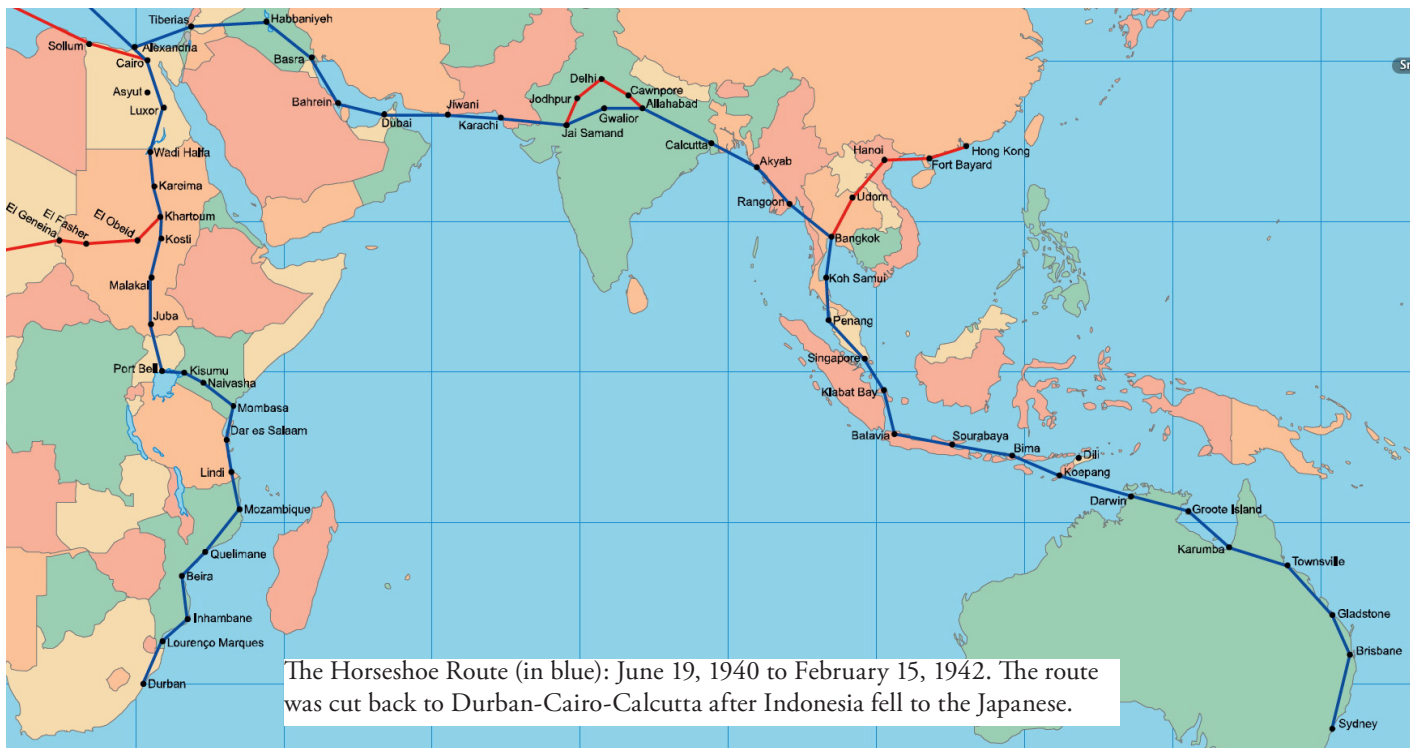 Tiberias
Habbaniyeh
Sollum
Alexandria
Cairo
Basra
Sr
Asyut
Luxor
Bahrein
Dubai
Jiwani
Karachi
Delhi
Jodhpur
Cawnpore
Allahabad
Gwalior
Jai Samand
Calcutta
Wadi Halfa
Kareima
Akyab
Hanoi
Hong Kong
Fort Bayard
El Geneina
El Fasher
El Obeid
Khartoum
Kosti
Rangoon
Udorn
Bangkok
Malakal
Koh Samui
Juba
Penang
Port Bell
Kisumu
Naivasha
Singapore
Klabat Bay
Mombasa
Dar es Salaam
Batavia
Sourabaya
Bima
Dili
Koepang
Lindi
Darwin
Groote Island
Mozambique
Karumba
Quelimane
Townsville
Beira
Inhambane
Gladstone
Lourenço Marques
Brisbane
Durban
Sydney
The Horseshoe Route (in blue): June 19, 1940 to February 15, 1942. The route
was cut back to Durban-Cairo-Calcutta after Indonesia fell to the Japanese.